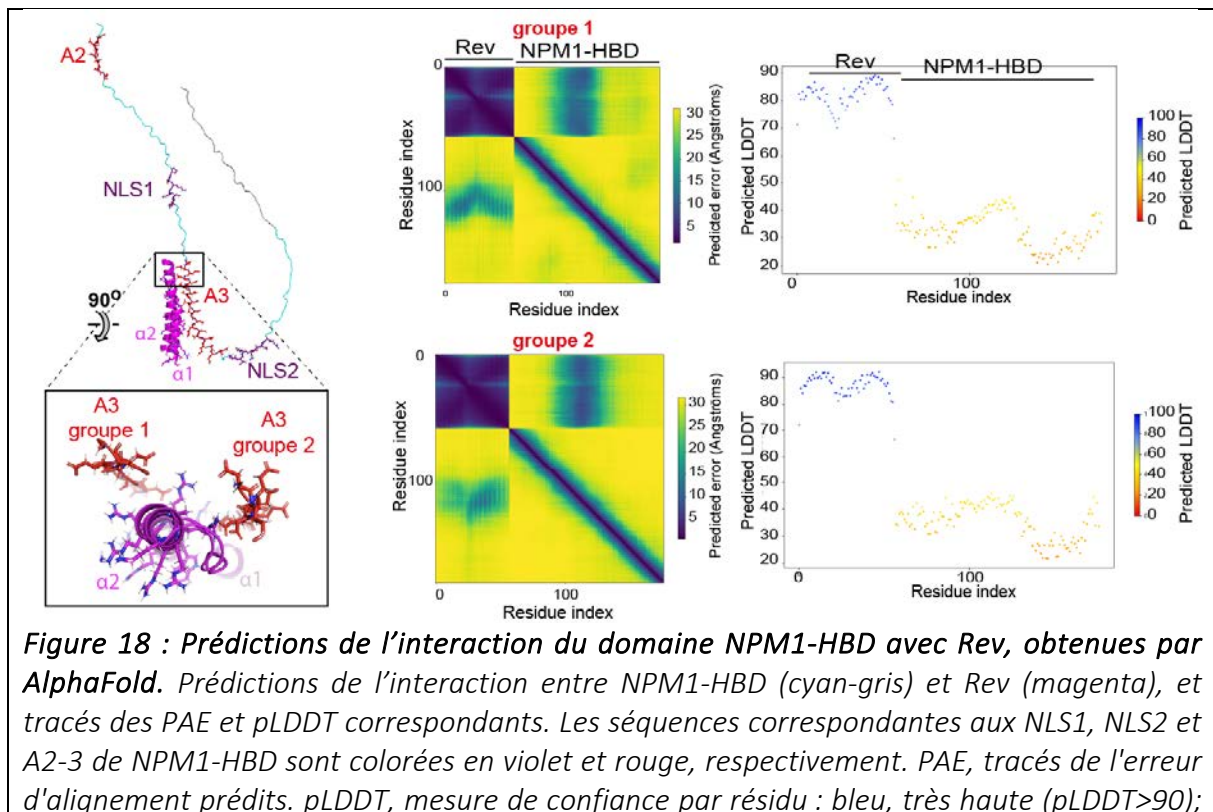 A2
NLS1
A3
90º
α2
α1
NLS2
A3
groupe 1
A3
groupe 2
α2
α1
groupe 1
Rev
NPM1-HBD
0
100
Residue index
0
100
Residue index
30
25
20
15
10
5
Predicted error (Angströms)
Rev
NPM1-HBD
90
80
70
60
50
40
30
20
Predicted LDDT
0
100
Residue index
100
80
60
40
20
0
Predicted LDDT
groupe 2
0
100
Residue index
0
100
Residue index
30
25
20
15
10
5
Predicted error (Angströms)
90
80
70
60
50
40
30
20
Predicted LDDT
0
100
Residue index
100
80
60
40
20
0
Predicted LDDT
Figure 18 : Prédictions de l’interaction du domaine NPM1-HBD avec Rev, obtenues par
AlphaFold. Prédictions de l’interaction entre NPM1-HBD (cyan-gris) et Rev (magenta), et
tracés des PAE et pLDDT correspondants. Les séquences correspondantes aux NLS1, NLS2 et
A2-3 de NPM1-HBD sont colorées en violet et rouge, respectivement. PAE, tracés de l'erreur
d'alignement prédits. pLDDT, mesure de confiance par résidu : bleu, très haute (pLDDT>90);